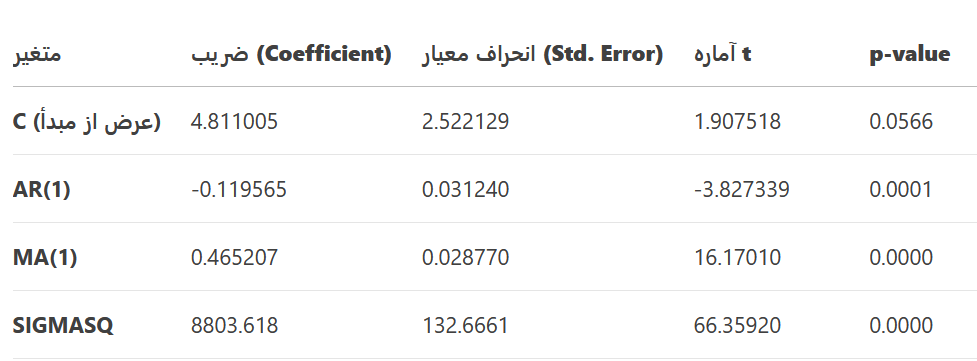 متغیر ضریب (Coefficient) انحراف معیار (Std. Error) آماره t p-value
C (عرض از مبدأ) 4.811005 2.522129 1.907518 0.0566
AR(1) -0.119565 0.031240 -3.827339 0.0001
MA(1) 0.465207 0.028770 16.17010 0.0000
SIGMASQ 8803.618 132.6661 66.35920 0.0000